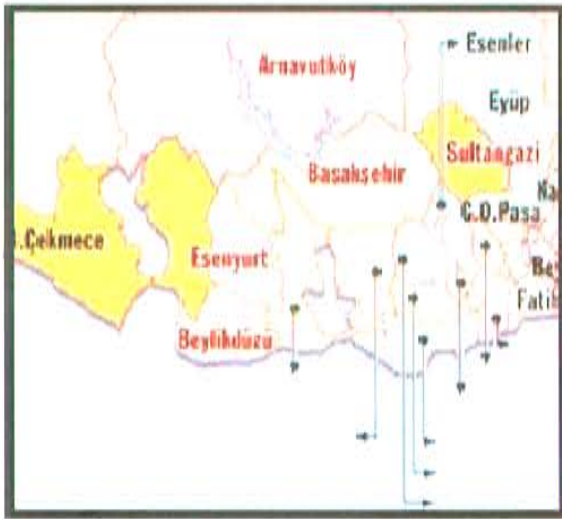 Esenler
Arnavutköy
Eyüp
Sultangazi
Başakşehir
G.O.Paşa
.Çekmece
Esenyurt
Fatih
Beylikdüzü